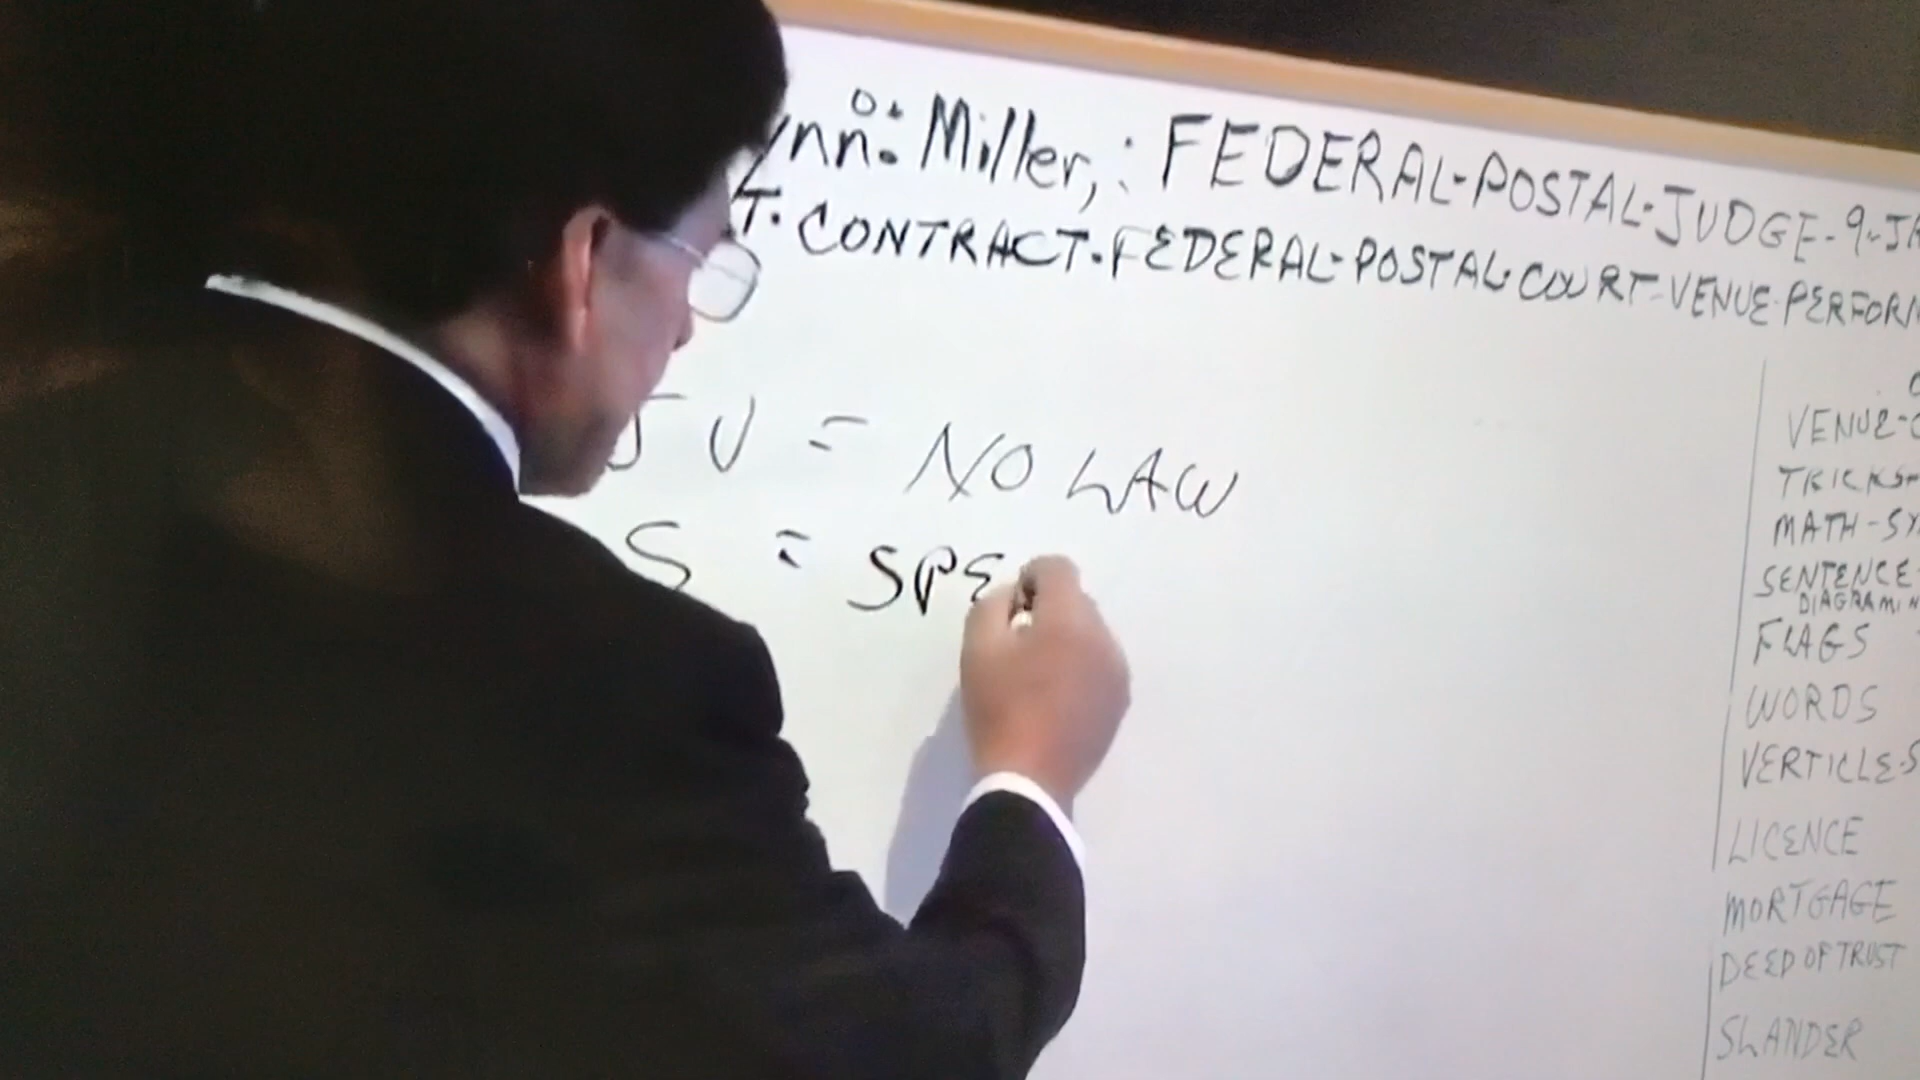 ynn: Miller,: FEDERAL-POSTAL-JUDGE-9-JA
T.-CONTRACT.-FEDERAL-POSTAL-COURT-VENUE-PERFORM
J U = NO LAW
S = SPE
VENUE-C
TRICKS-
MATH-SY
SENTENCE-
DIAGRAMIN
FLAGS
WORDS
VERTICLE-S
LICENCE
MORTGAGE
DEED OF TRUST
SLANDER